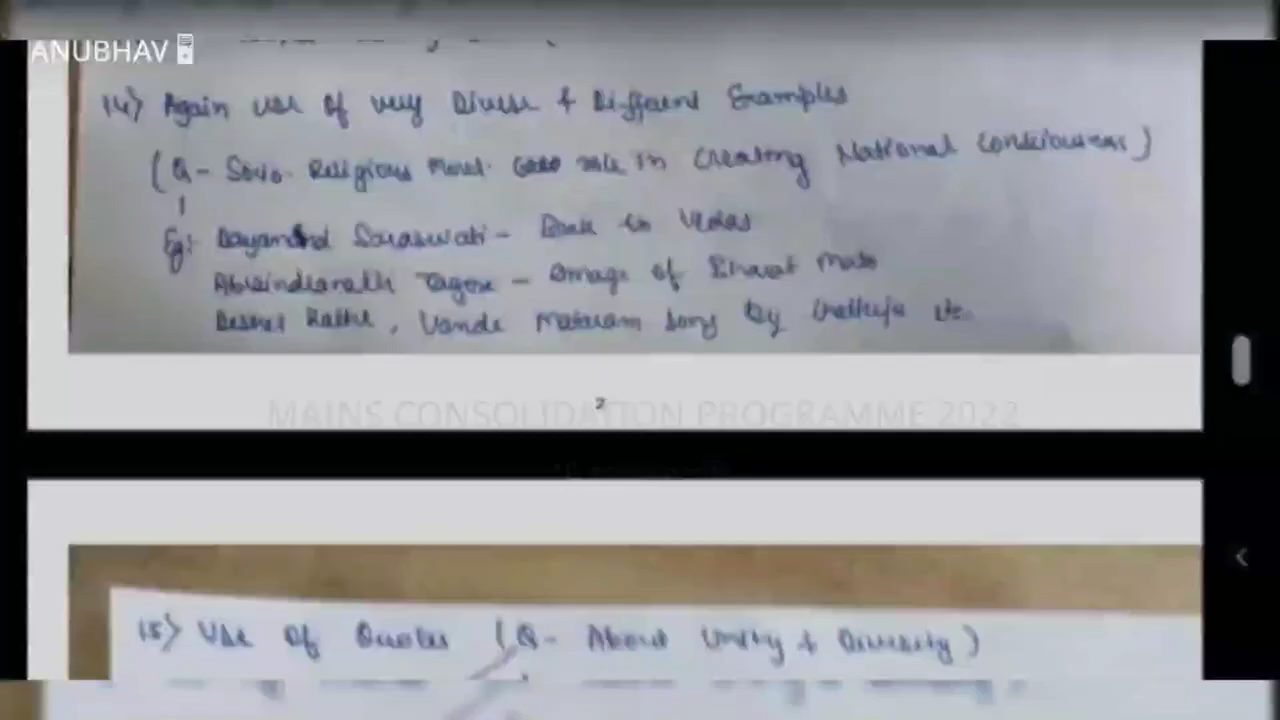 ANUBHAV
14) Again use of very Diverse & Different Examples
(Q- Socio-Religious Movt. role in Creating National Consciousness)
Eg: Dayanand Saraswati - Back to Vedas
Abanindranath Tagore - Image of Bharat Mata
Vande Mataram Song by etc.
2
MAINS CONSOLIDATION PROGRAMME 2022
15) Use Of Quotes (Q- About Unity & Diversity)